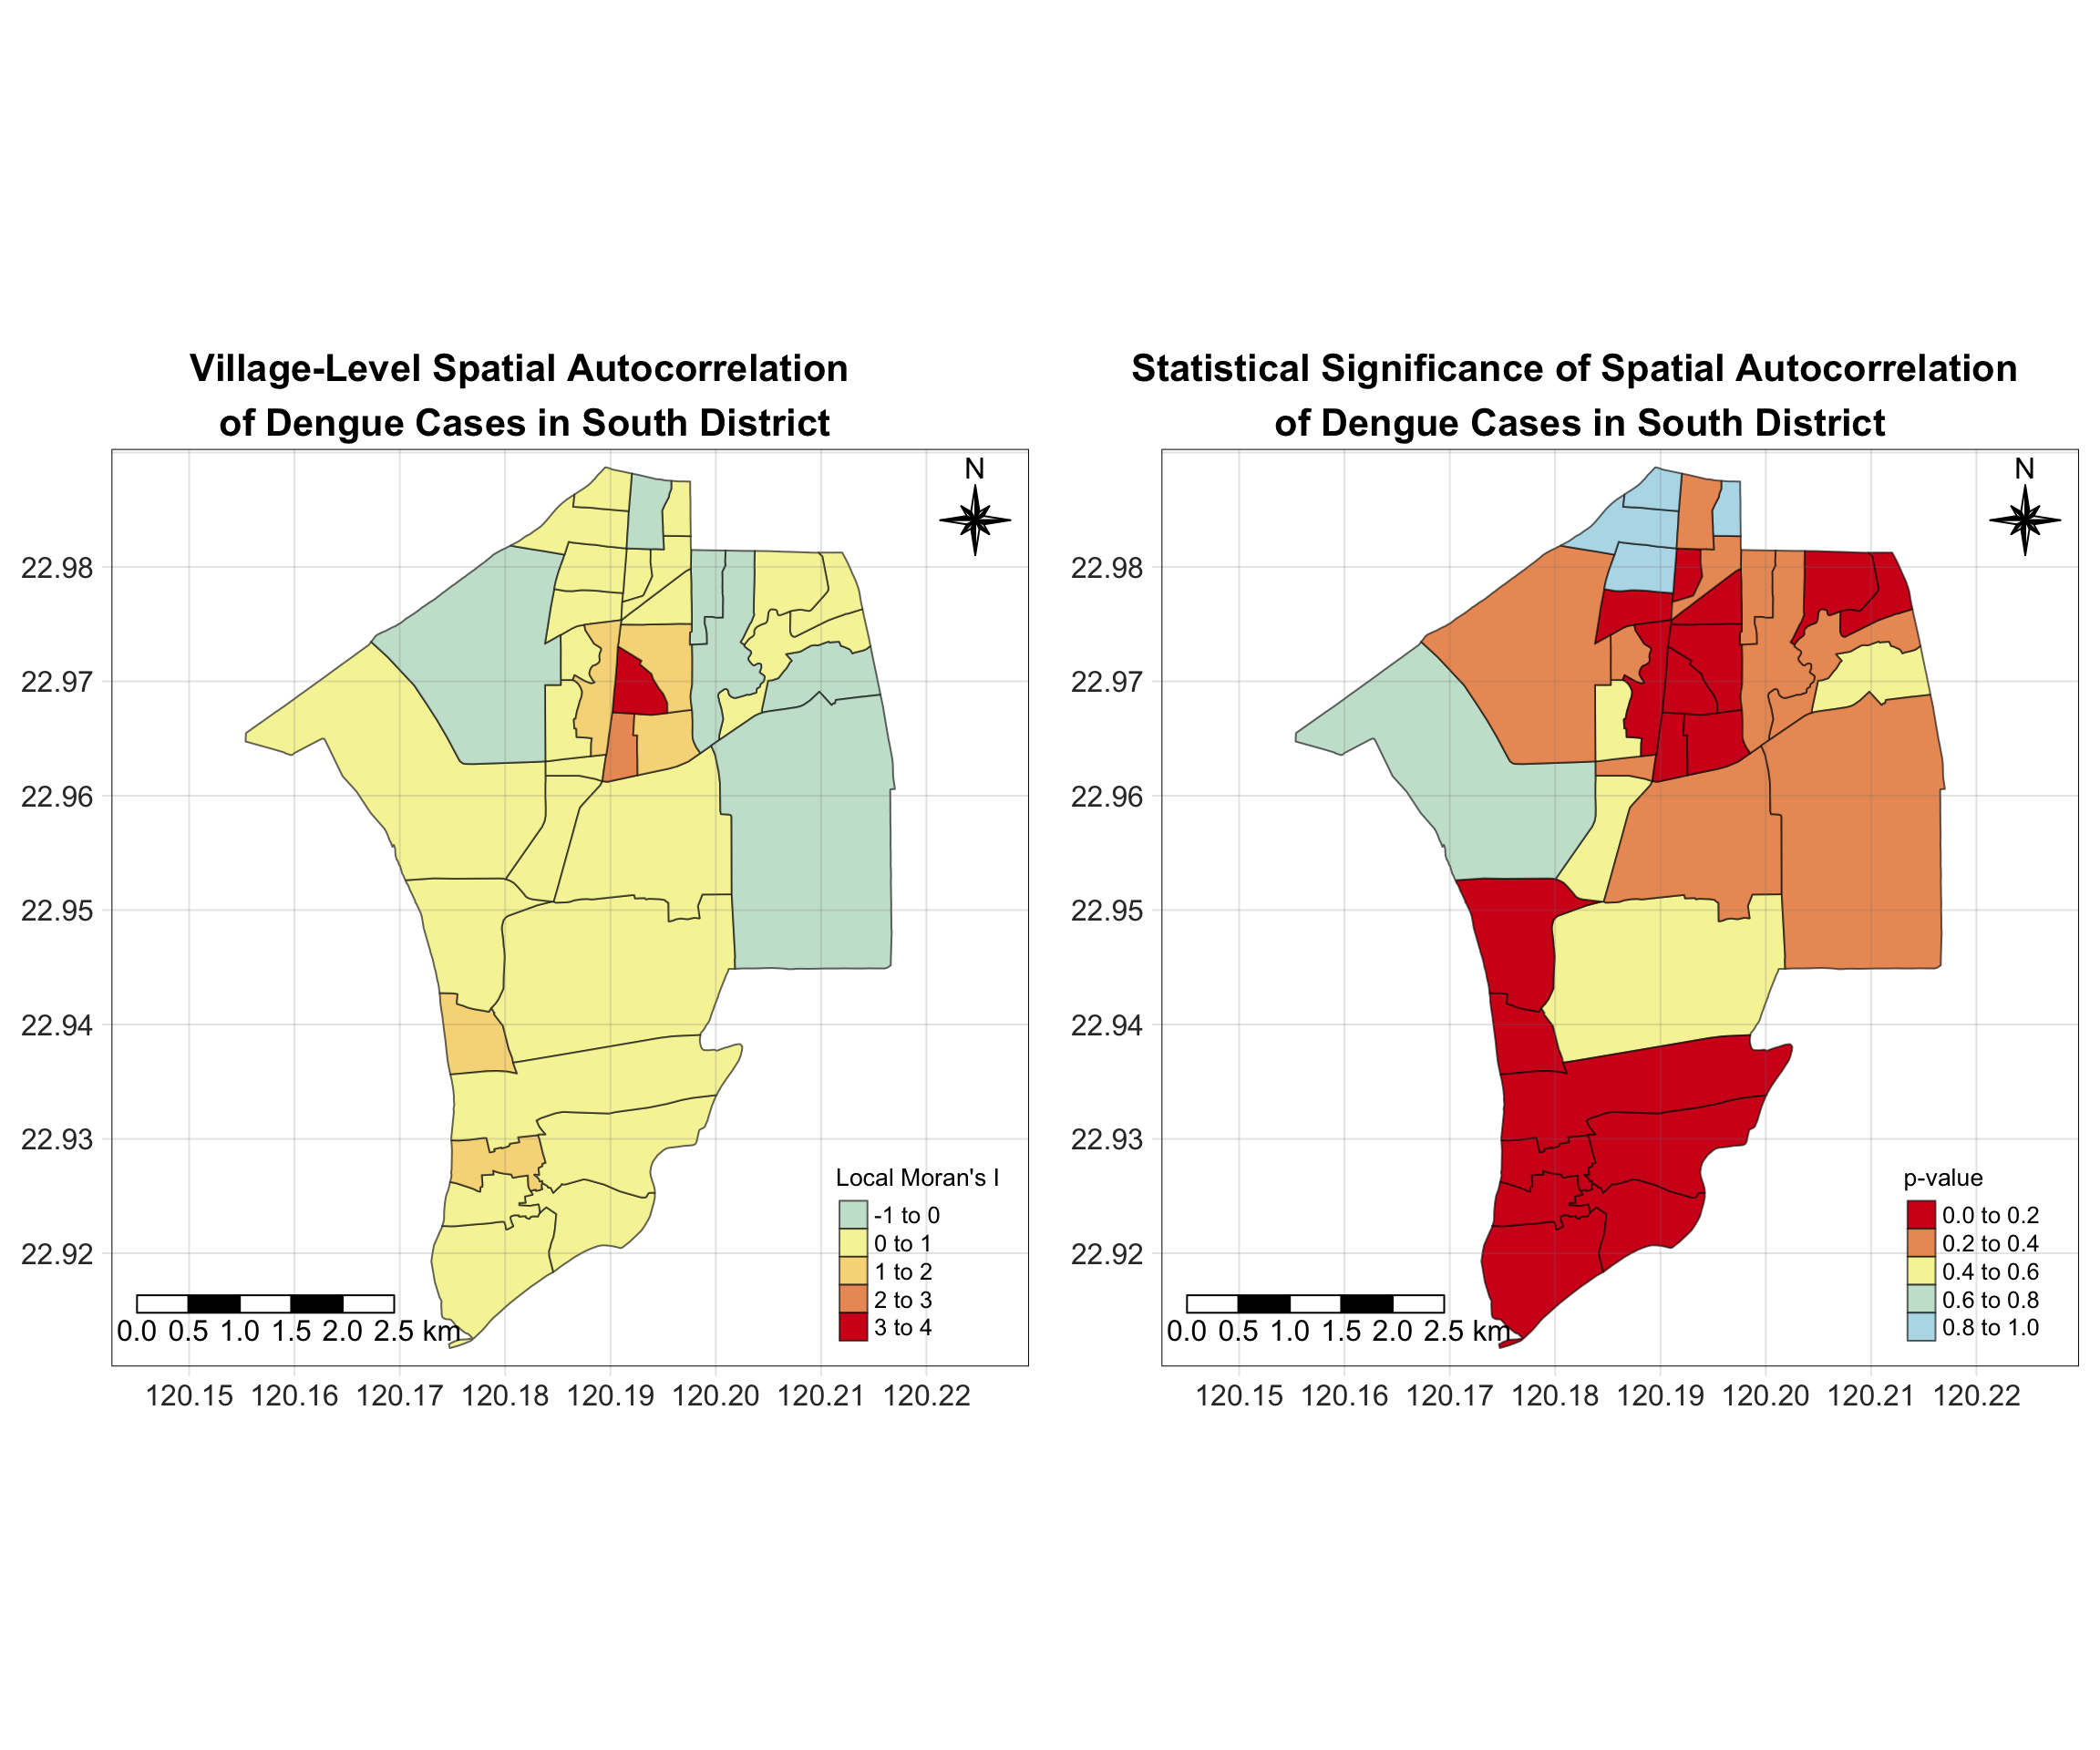 Village-Level Spatial Autocorrelation
of Dengue Cases in South District
N
22.98
22.97
22.96
22.95
22.94
22.93
22.92
Local Moran's I
-1 to 0
0 to 1
1 to 2
2 to 3
3 to 4
0.0 0.5 1.0 1.5 2.0 2.5 km
120.15 120.16 120.17 120.18 120.19 120.20 120.21 120.22
Statistical Significance of Spatial Autocorrelation
of Dengue Cases in South District
N
22.98
22.97
22.96
22.95
22.94
22.93
22.92
p-value
0.0 to 0.2
0.2 to 0.4
0.4 to 0.6
0.6 to 0.8
0.8 to 1.0
0.0 0.5 1.0 1.5 2.0 2.5 km
120.15 120.16 120.17 120.18 120.19 120.20 120.21 120.22